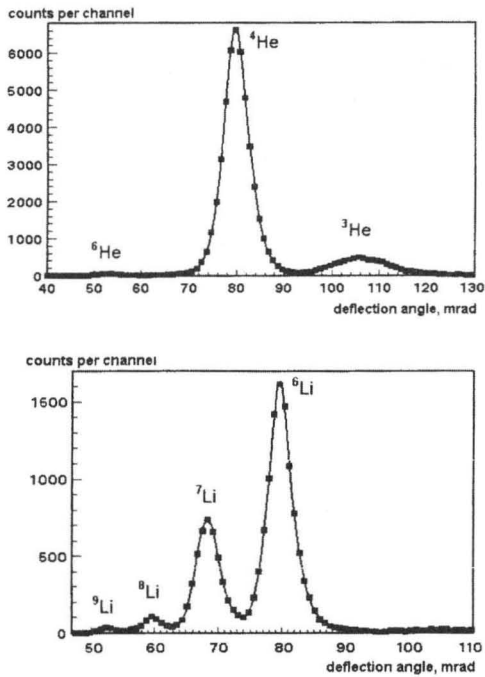 counts per channel
6000
5000
4000
3000
2000
1000
0
⁴He
⁶He
³He
40 50 60 70 80 90 100 110 120 130
deflection angle, mrad
counts per channel
1600
1000
500
0
⁶Li
⁷Li
⁸Li
⁹Li
50 60 70 80 90 100 110
deflection angle, mrad